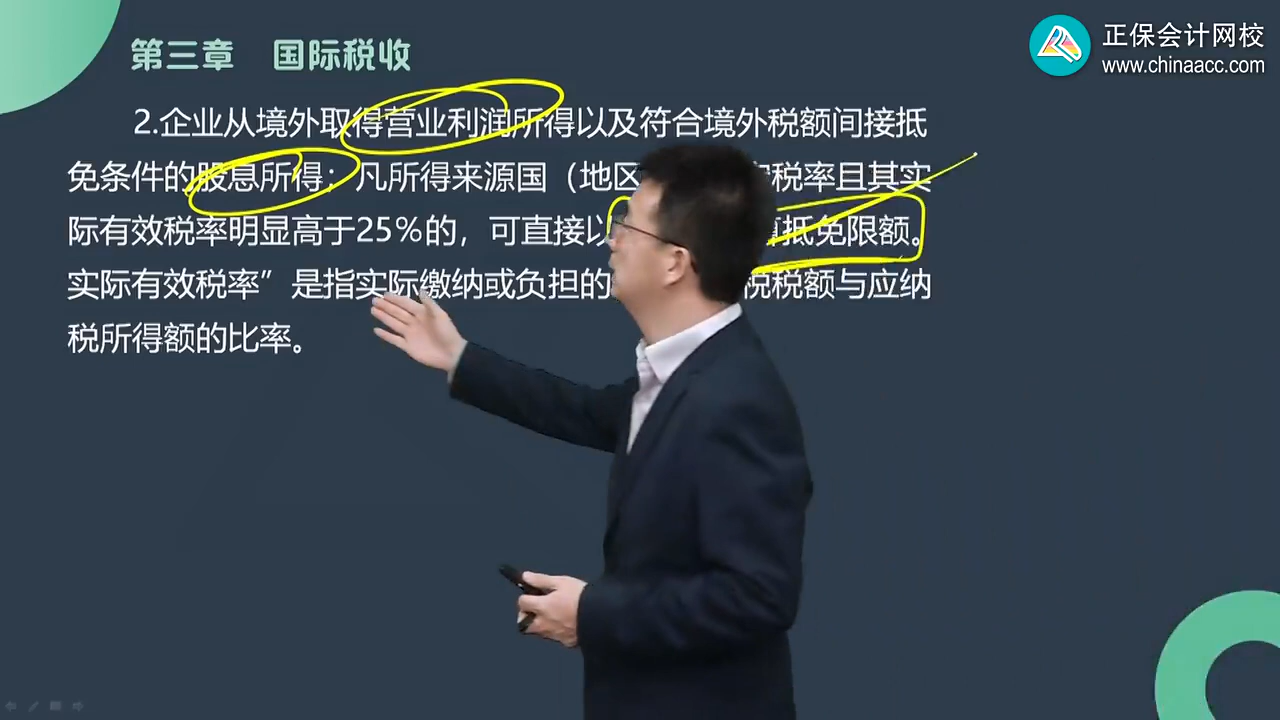 正保会计网校
www.chinaacc.com
第三章 国际税收
2.企业从境外取得营业利润所得以及符合境外税额间接抵
免条件的股息所得；凡所得来源国（地区 税率且其实
际有效税率明显高于25%的，可直接以 抵免限额。
实际有效税率”是指实际缴纳或负担的 税税额与应纳
税所得额的比率。